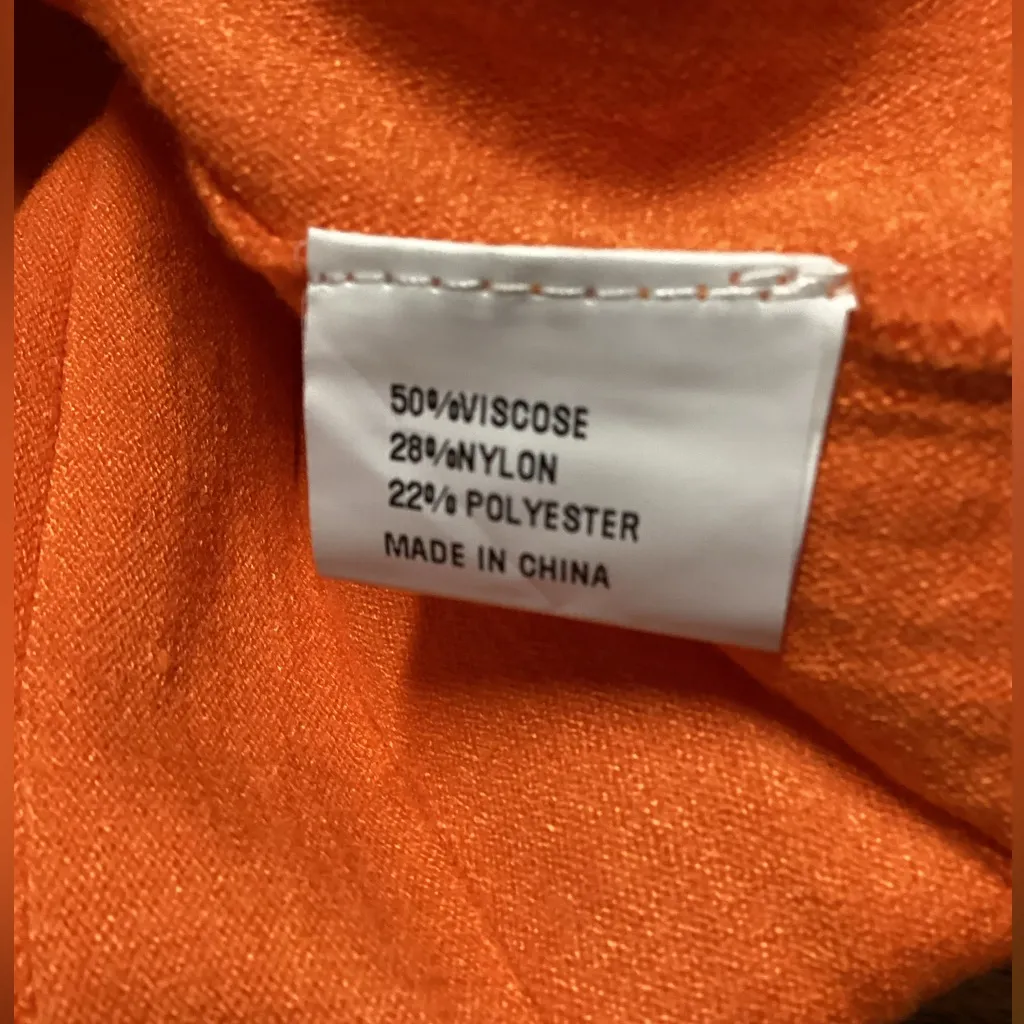 50%VISCOSE
28%NYLON
22% POLYESTER
MADE IN CHINA